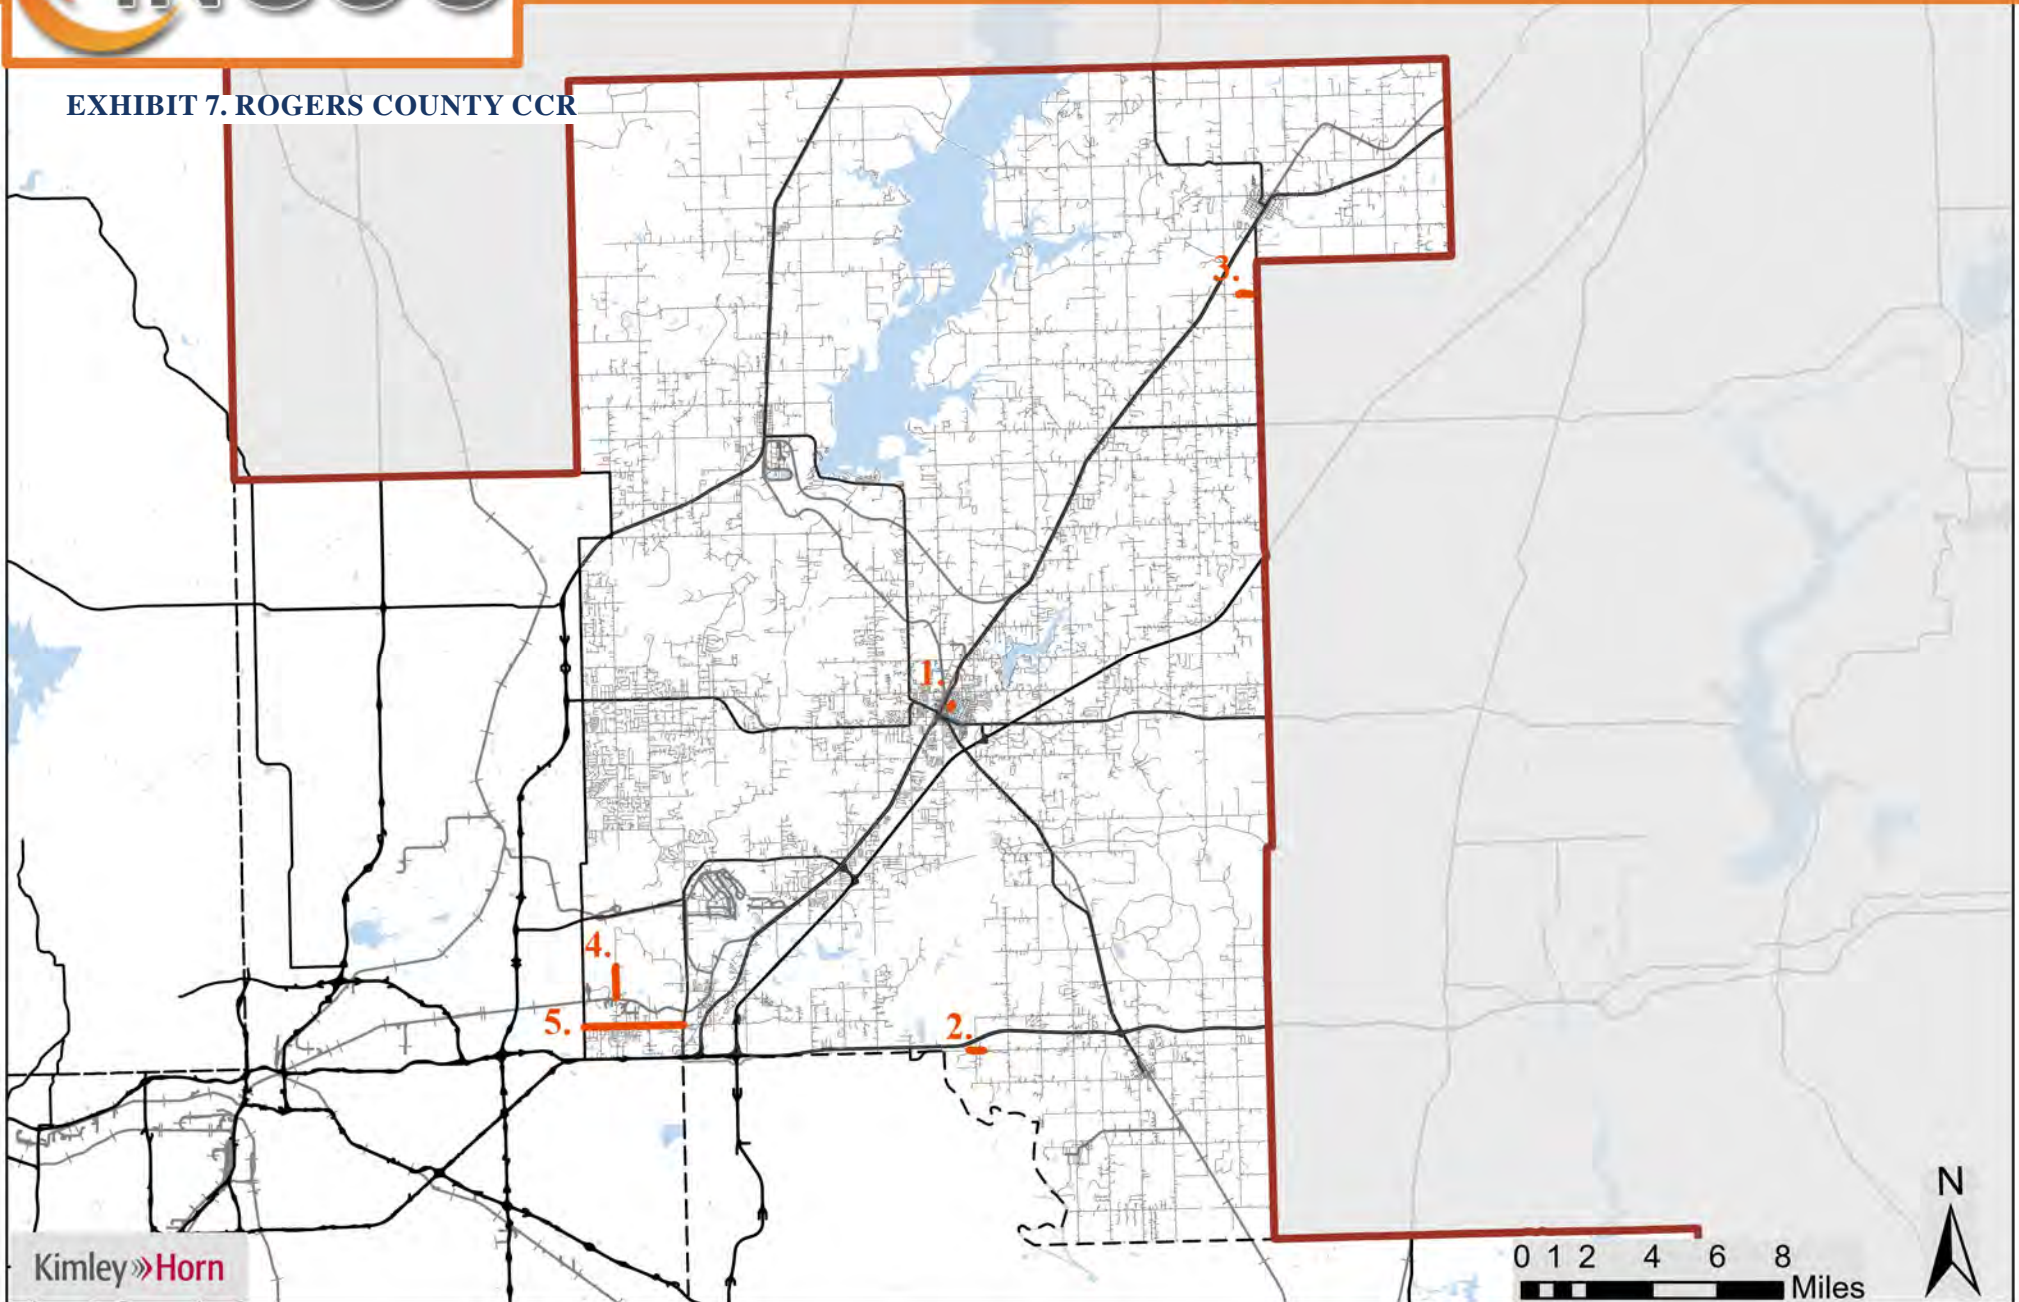 EXHIBIT 7. ROGERS COUNTY CCR
3.
1.
4.
5.
2.
N
0 1 2 4 6 8
Miles
Kimley»Horn